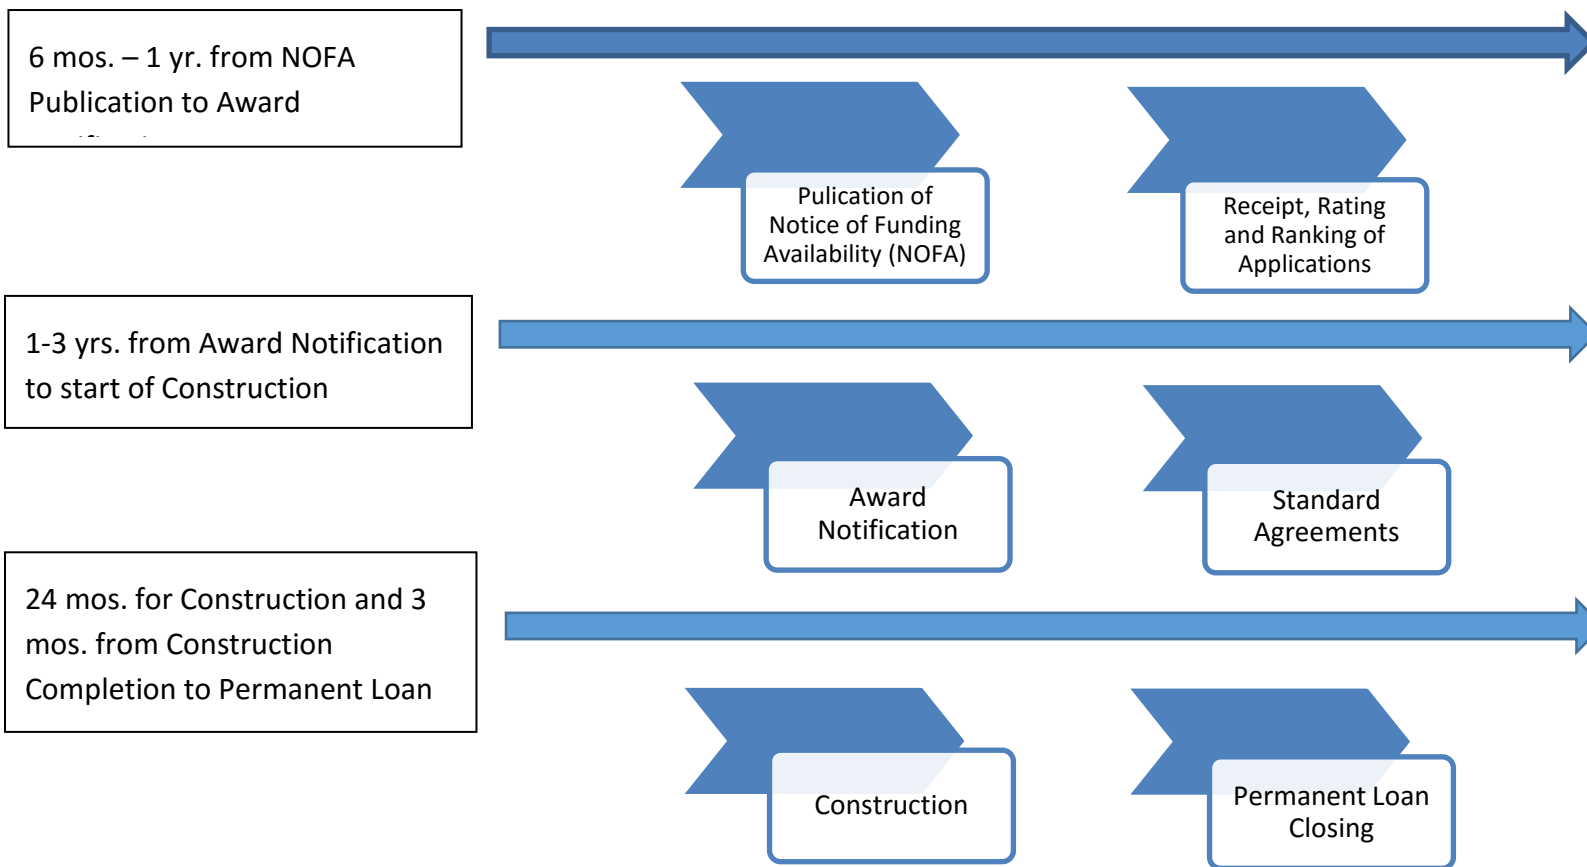 6 mos. – 1 yr. from NOFA
Publication to Award
Pulication of
Notice of Funding
Availability (NOFA)
Receipt, Rating
and Ranking of
Applications
1-3 yrs. from Award Notification
to start of Construction
Award
Notification
Standard
Agreements
24 mos. for Construction and 3
mos. from Construction
Completion to Permanent Loan
Construction
Permanent Loan
Closing